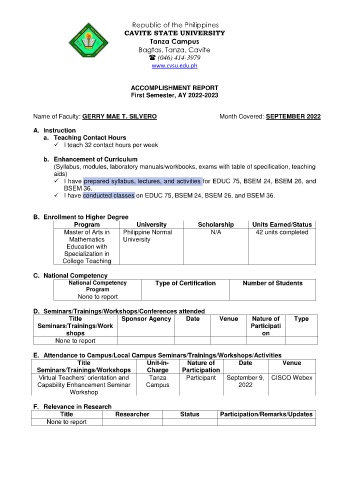 Republic of the Philippines
CAVITE STATE UNIVERSITY
Tanza Campus
Bagtas, Tanza, Cavite
☎ (046) 414-3979
www.cvsu.edu.ph
ACCOMPLISHMENT REPORT
First Semester, AY 2022-2023
Name of Faculty: GERRY MAE T. SILVERO Month Covered: SEPTEMBER 2022
A. Instruction
a. Teaching Contact Hours
✓ I teach 32 contact hours per week
b. Enhancement of Curriculum
(Syllabus, modules, laboratory manuals/workbooks, exams with table of specification, teaching
aids)
✓ I have prepared syllabus, lectures, and activities for EDUC 75, BSEM 24, BSEM 26, and
BSEM 36.
✓ I have conducted classes on EDUC 75, BSEM 24, BSEM 26, and BSEM 36.
B. Enrollment to Higher Degree
Program University Scholarship Units Earned/Status
Master of Arts in Philippine Normal N/A 42 units completed
Mathematics University
Education with
Specialization in
College Teaching
C. National Competency
National Competency Type of Certification Number of Students
Program
None to report
D. Seminars/Trainings/Workshops/Conferences attended
Title Sponsor Agency Date Venue Nature of Type
Seminars/Trainings/Work Participati
shops on
None to report
E. Attendance to Campus/Local Campus Seminars/Trainings/Workshops/Activities
Title Unit-in- Nature of Date Venue
Seminars/Trainings/Workshops Charge Participation
Virtual Teachers' orientation and Tanza Participant September 9, CISCO Webex
Capability Enhancement Seminar Campus 2022
Workshop
F. Relevance in Research
Title Researcher Status Participation/Remarks/Updates
None to report